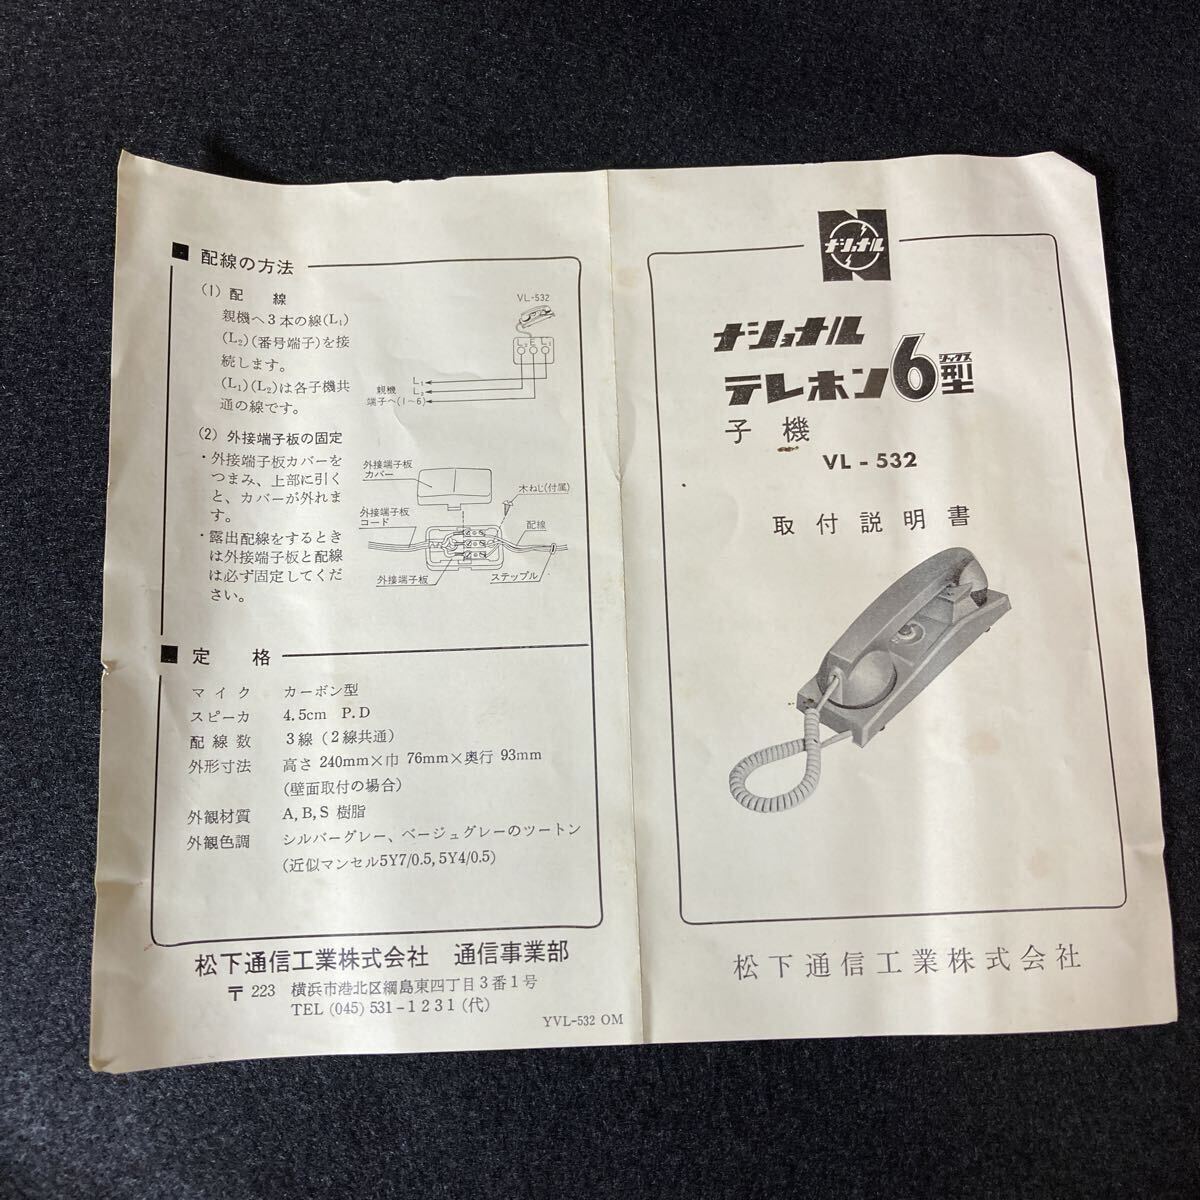 ■ 配線の方法
(1) 配 線
親機へ3本の線(L₁)
(L₂)(番号端子)を接
続します。
(L₁)(L₂)は各子機共
通の線です。
VL-532
L₂ E L₁
親機
端子へ(1〜6)
L₁
L₂
(2) 外接端子板の固定
・外接端子板カバーを
つまみ、上部に引く
と、カバーが外れま
す。
・露出配線をするとき
は外接端子板と配線
は必ず固定してくだ
さい。
外接端子板
カバー
木ねじ(付属)
外接端子板
コード
配線
外接端子板
ステップル
■ 定 格
マイク カーボン型
スピーカ 4.5cm P.D
配線数 3線(2線共通)
外形寸法 高さ 240mm×巾 76mm×奥行 93mm
(壁面取付の場合)
外観材質 A,B,S 樹脂
外観色調 シルバーグレー、ベージュグレーのツートン
(近似マンセル5Y7/0.5, 5Y4/0.5)
松下通信工業株式会社 通信事業部
〒223 横浜市港北区綱島東四丁目3番1号
TEL (045) 531-1231 (代)
YVL-532 OM
ナショナル
ナショナル
テレホン6型
シックス
子 機
VL-532
取付説明書
松下通信工業株式会社